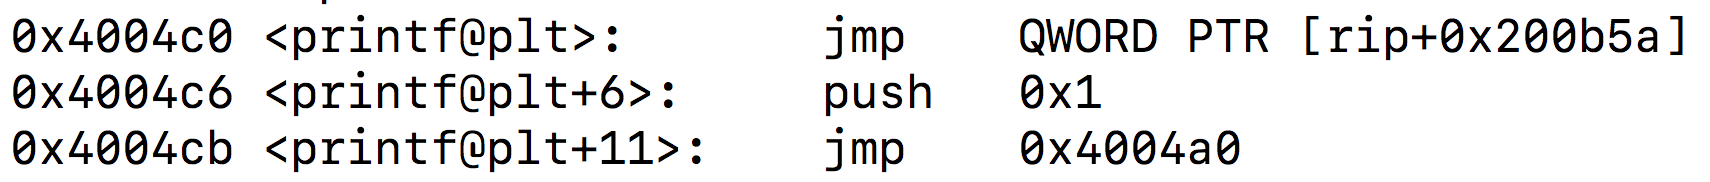 0x4004c0 <printf@plt>: jmp QWORD PTR [rip+0x200b5a]
0x4004c6 <printf@plt+6>: push 0x1
0x4004cb <printf@plt+11>: jmp 0x4004a0